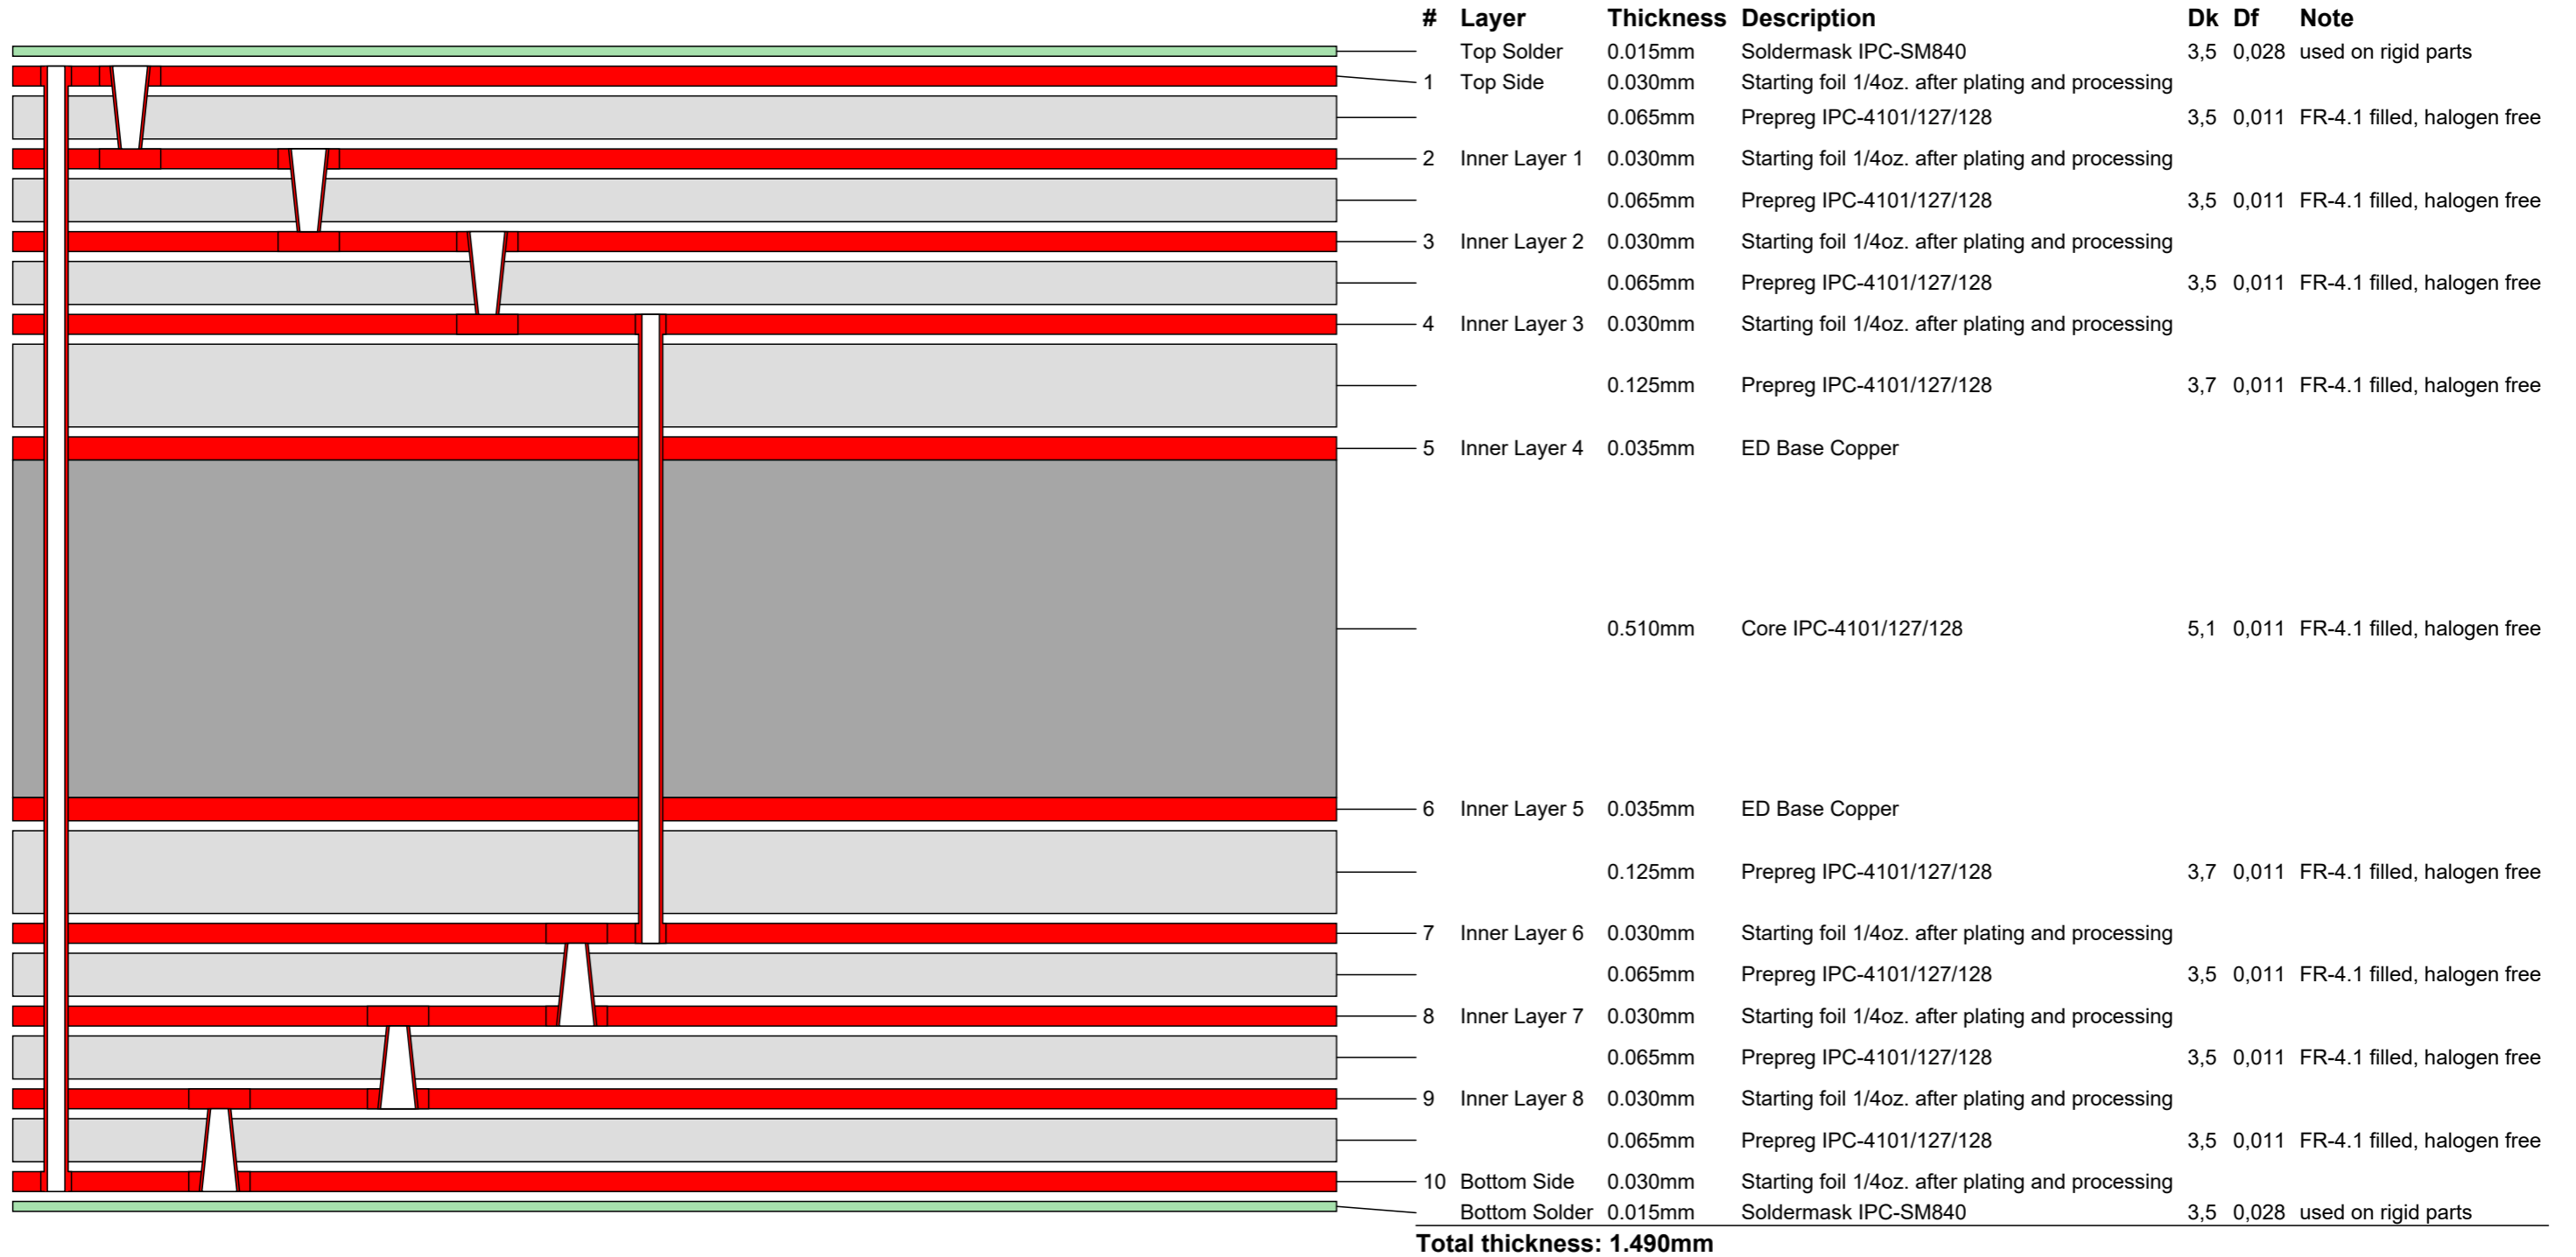 # Layer Thickness Description Dk Df Note
Top Solder 0.015mm Soldermask IPC-SM840 3,5 0,028 used on rigid parts
1 Top Side 0.030mm Starting foil 1/4oz. after plating and processing
0.065mm Prepreg IPC-4101/127/128 3,5 0,011 FR-4.1 filled, halogen free
2 Inner Layer 1 0.030mm Starting foil 1/4oz. after plating and processing
0.065mm Prepreg IPC-4101/127/128 3,5 0,011 FR-4.1 filled, halogen free
3 Inner Layer 2 0.030mm Starting foil 1/4oz. after plating and processing
0.065mm Prepreg IPC-4101/127/128 3,5 0,011 FR-4.1 filled, halogen free
4 Inner Layer 3 0.030mm Starting foil 1/4oz. after plating and processing
0.125mm Prepreg IPC-4101/127/128 3,7 0,011 FR-4.1 filled, halogen free
5 Inner Layer 4 0.035mm ED Base Copper
0.510mm Core IPC-4101/127/128 5,1 0,011 FR-4.1 filled, halogen free
6 Inner Layer 5 0.035mm ED Base Copper
0.125mm Prepreg IPC-4101/127/128 3,7 0,011 FR-4.1 filled, halogen free
7 Inner Layer 6 0.030mm Starting foil 1/4oz. after plating and processing
0.065mm Prepreg IPC-4101/127/128 3,5 0,011 FR-4.1 filled, halogen free
8 Inner Layer 7 0.030mm Starting foil 1/4oz. after plating and processing
0.065mm Prepreg IPC-4101/127/128 3,5 0,011 FR-4.1 filled, halogen free
9 Inner Layer 8 0.030mm Starting foil 1/4oz. after plating and processing
0.065mm Prepreg IPC-4101/127/128 3,5 0,011 FR-4.1 filled, halogen free
10 Bottom Side 0.030mm Starting foil 1/4oz. after plating and processing
Bottom Solder 0.015mm Soldermask IPC-SM840 3,5 0,028 used on rigid parts
Total thickness: 1.490mm